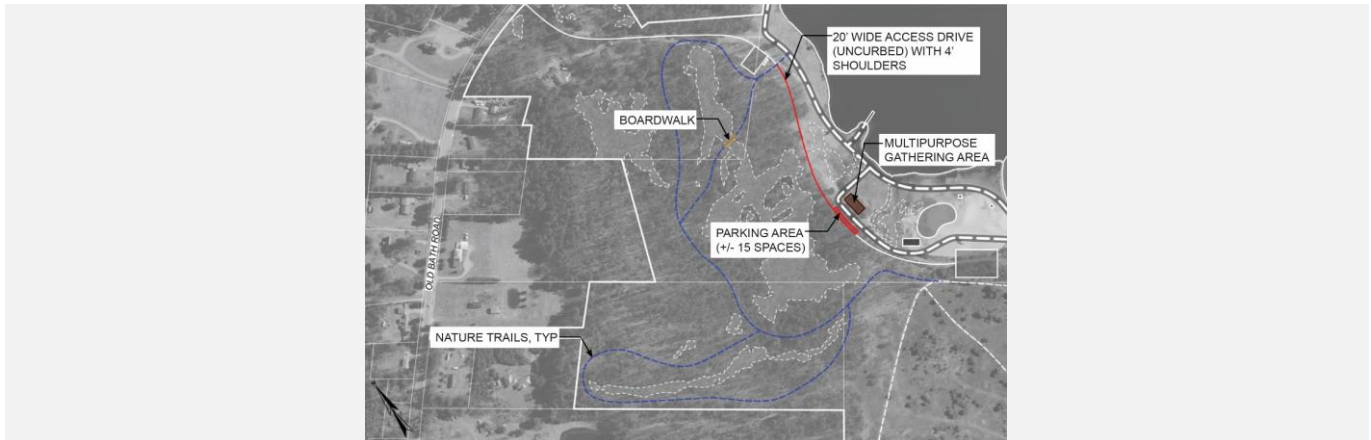 20' WIDE ACCESS DRIVE
(UNCURBED) WITH 4'
SHOULDERS
BOARDWALK
MULTIPURPOSE
GATHERING AREA
PARKING AREA
(+/- 15 SPACES)
OLD BATH ROAD
NATURE TRAILS, TYP